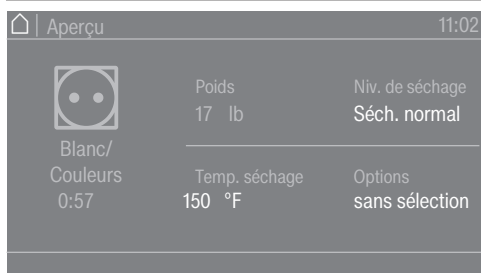 Aperçu 11:02
Poids
17 lb
Niv. de séchage
Séch. normal
Blanc/
Couleurs
0:57
Temp. séchage
150 °F
Options
sans sélection